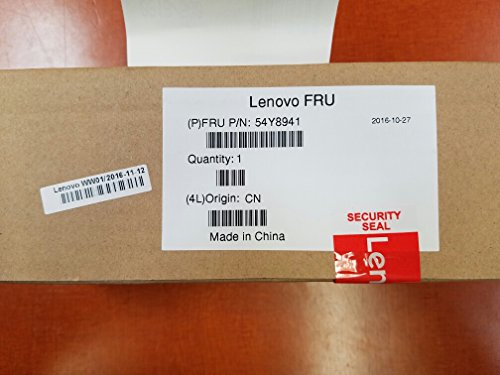 Lenovo FRU
(P)FRU P/N: 54Y8941
2016-10-27
Quantity: 1
(4L)Origin: CN
Made in China
Lenovo WW01/2016-11-12
SECURITY
SEAL
Len